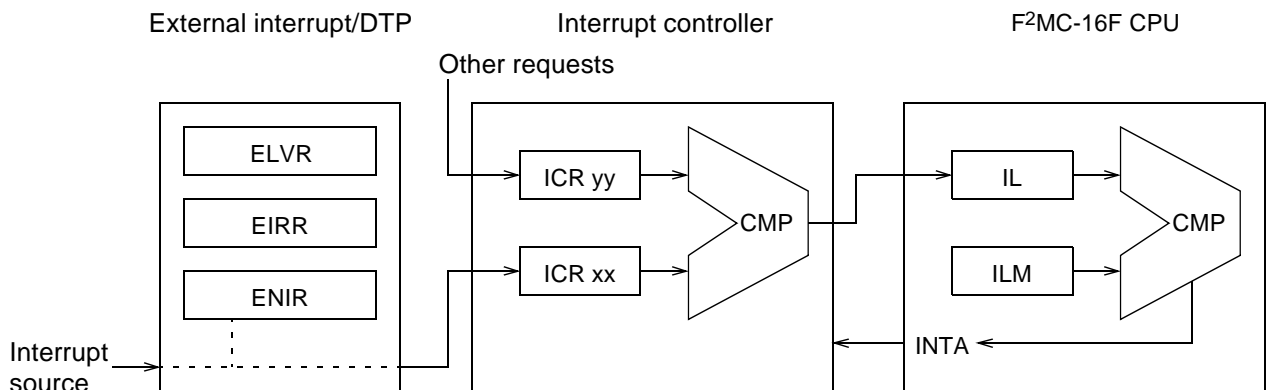 External interrupt/DTP
Interrupt controller
F²MC-16F CPU
Other requests
ELVR
EIRR
ENIR
ICR yy
ICR xx
CMP
IL
ILM
CMP
INTA
Interrupt
source